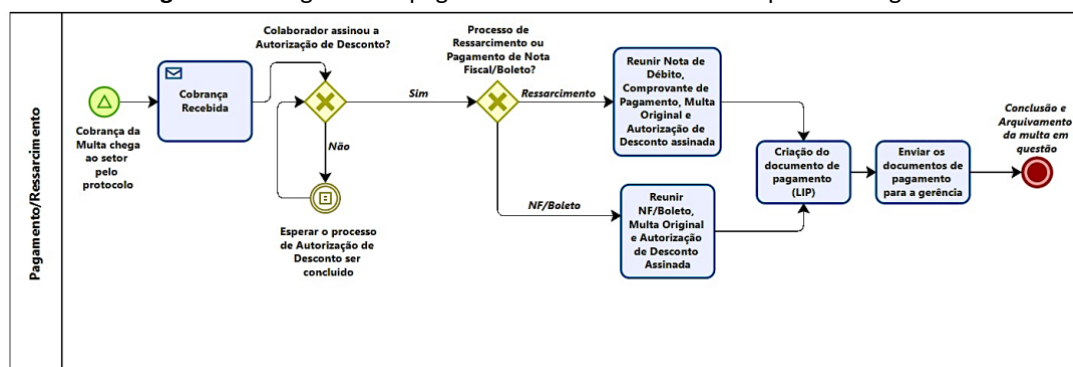 Pagamento/Ressarcimento
Cobrança da
Multa chega
ao setor
pelo
protocolo
Cobrança
Recebida
Colaborador assinou a
Autorização de Desconto?
Sim
Não
Esperar o processo
de Autorização de
Desconto ser
concluido
Processo de
Ressarcimento ou
Pagamento de Nota
Fiscal/Boleto?
Ressarcimento
NF/Boleto
Reunir Nota de
Débito,
Comprovante de
Pagamento, Multa
Original e
Autorização de
Desconto assinada
Reunir
NF/Boleto,
Multa Original
e Autorização
de Desconto
Assinada
Criação do
documento de
pagamento
(LIP)
Enviar os
documentos de
pagamento
para a gerência
Conclusão e
Arquivamento
da multa em
questão